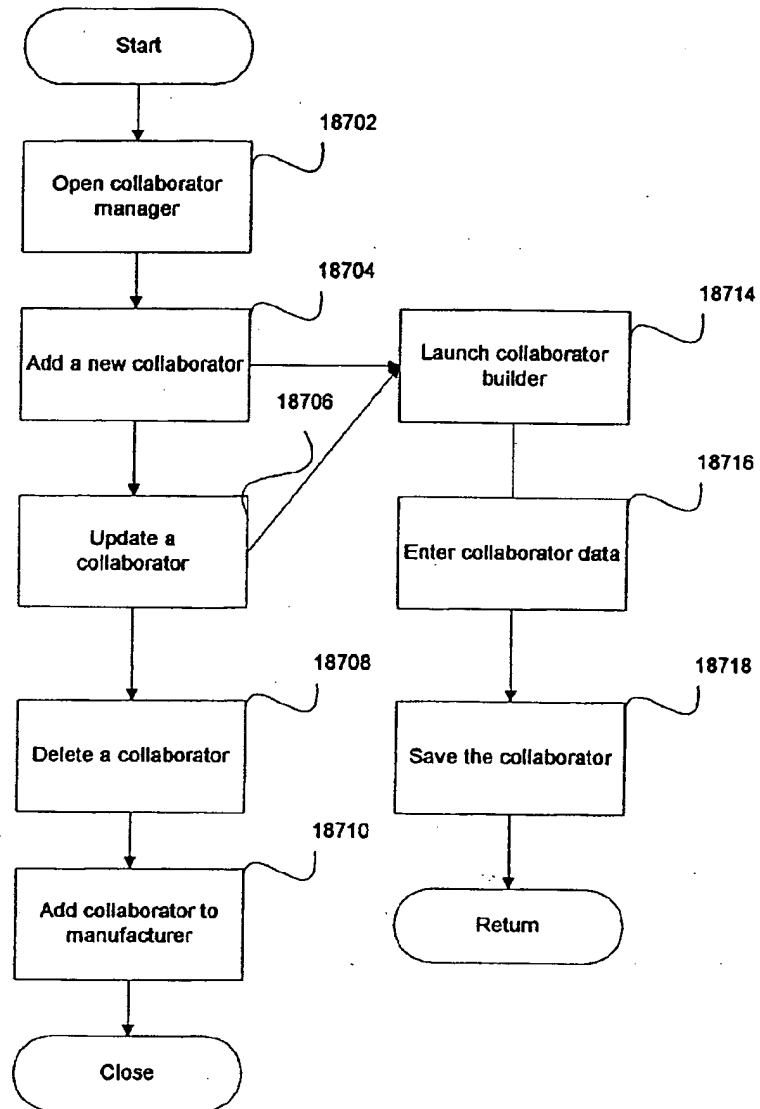 Start
18702
Open collaborator
manager
18704
Add a new collaborator
18714
Launch collaborator
builder
18706
Update a
collaborator
18716
Enter collaborator data
18708
Delete a collaborator
18718
Save the collaborator
18710
Add collaborator to
manufacturer
Return
Close